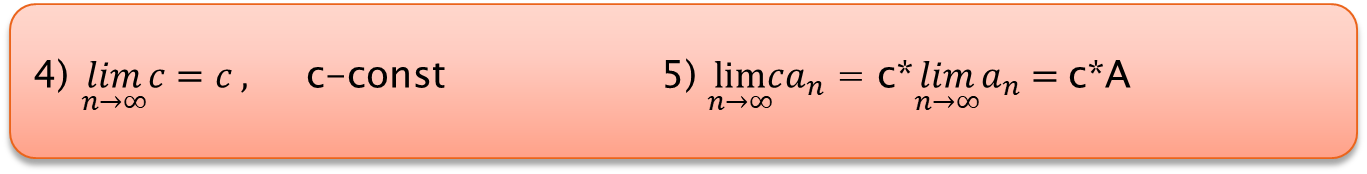 4) lim c = c ,   c-const   5) lim ca_n = c* lim a_n = c*A
n→∞   n→∞   n→∞